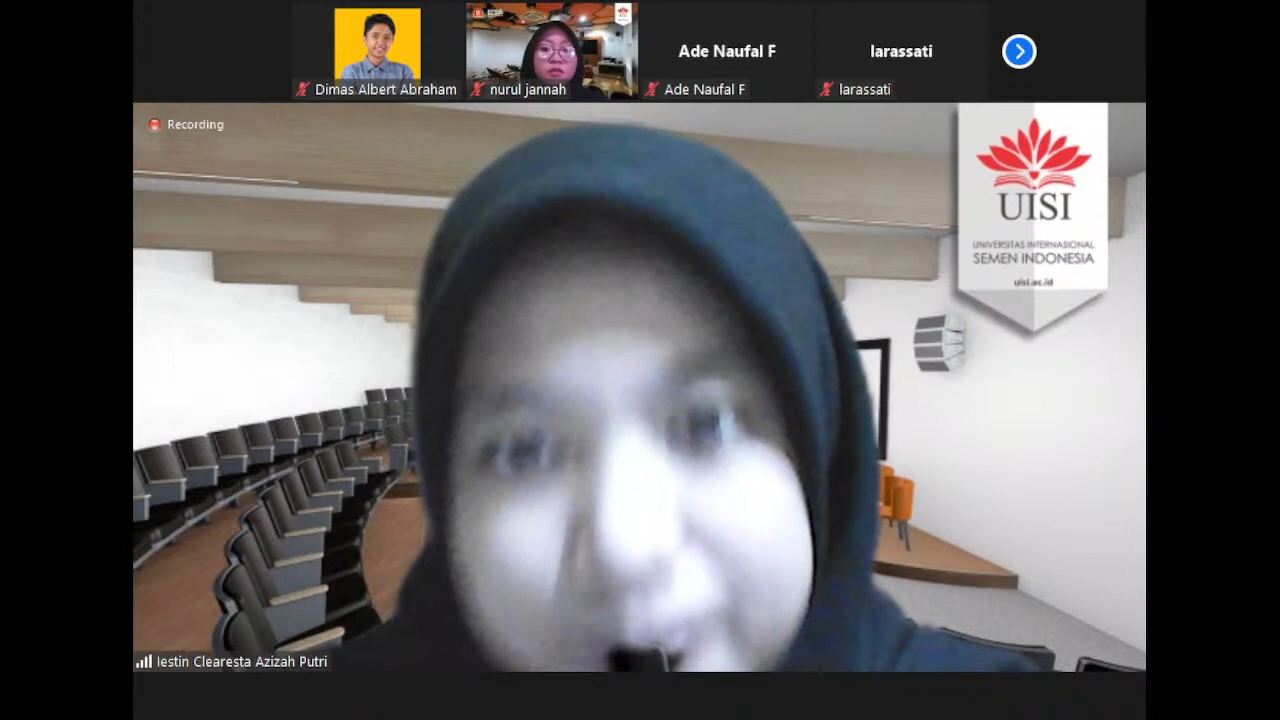 Ade Naufal F
larassati
Dimas Albert Abraham
nurul jannah
Ade Naufal F
larassati
Recording
UISI
UNIVERSITAS INTERNASIONAL
SEMEN INDONESIA
uisi.ac.id
Iestin Clearesta Azizah Putri